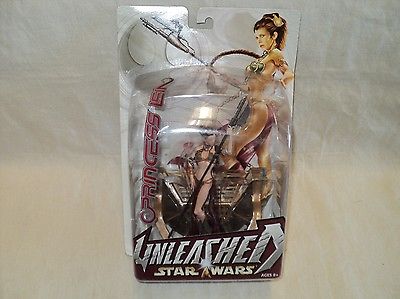 PRINCESS LEIA
UNLEASHED
STAR WARS
AGES 8+